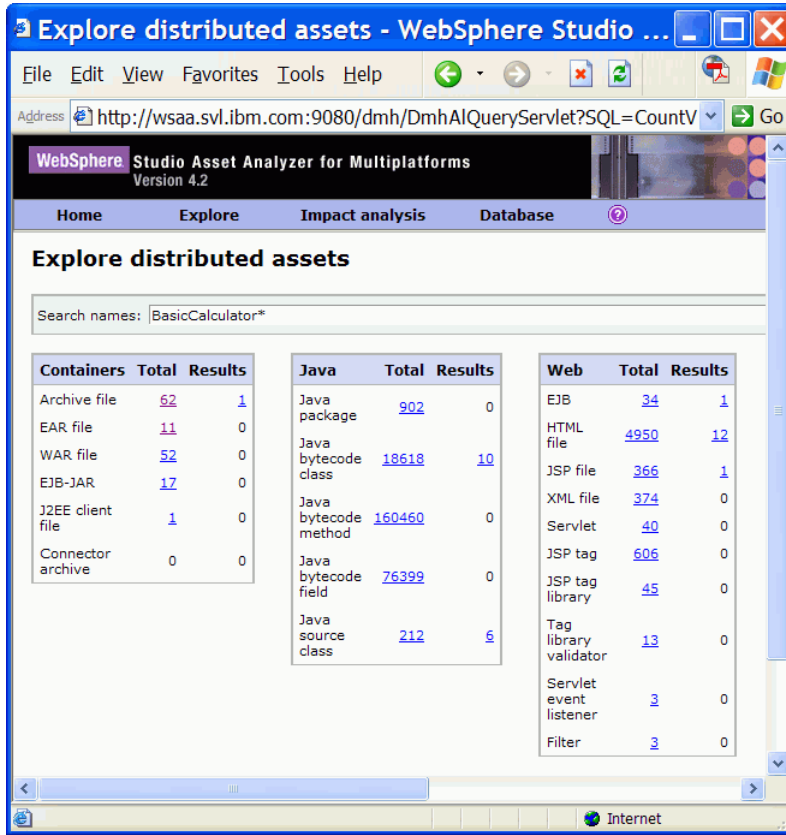 Explore distributed assets - WebSphere Studio ...
File Edit View Favorites Tools Help
Address http://wsaa.svl.ibm.com:9080/dmh/DmhAlQueryServlet?SQL=CountV Go
WebSphere Studio Asset Analyzer for Multiplatforms
Version 4.2
Home Explore Impact analysis Database ?
Explore distributed assets
Search names: BasicCalculator*
Containers Total Results
Archive file 62 1
EAR file 11 0
WAR file 52 0
EJB-JAR 17 0
J2EE client
file 1 0
Connector
archive 0 0
Java Total Results
Java
package 902 0
Java
bytecode
class 18618 10
Java
bytecode
method 160460 0
Java
bytecode
field 76399 0
Java
source
class 212 6
Web Total Results
EJB 34 1
HTML
file 4950 12
JSP file 366 1
XML file 374 0
Servlet 40 0
JSP tag 606 0
JSP tag
library 45 0
Tag
library
validator 13 0
Servlet
event
listener 3 0
Filter 3 0
Internet